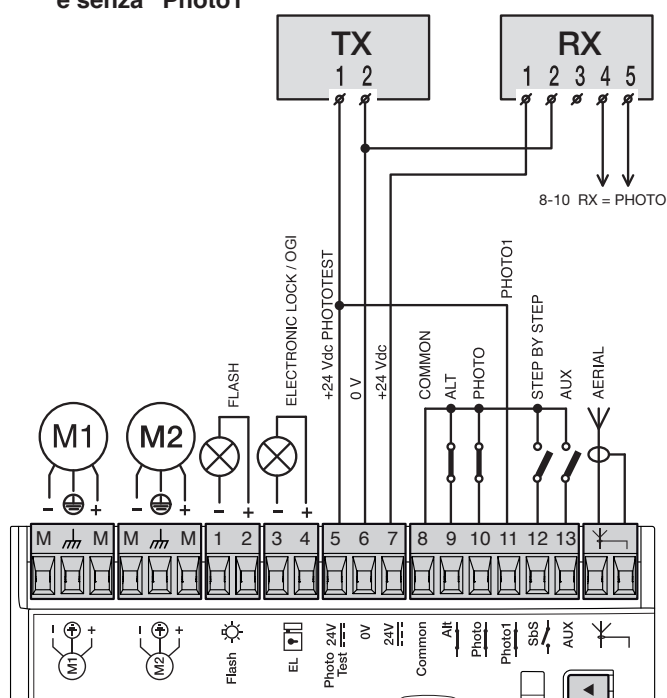 e senza "Photo1"
TX
1 2
RX
1 2 3 4 5
8-10 RX = PHOTO
FLASH
ELECTRONIC LOCK / OGI
+24 Vdc PHOTOTEST
0 V
+24 Vdc
COMMON
ALT
PHOTO
PHOTO1
STEP BY STEP
AUX
AERIAL
M1
M2
- +
- +
- +
- +
M M
M M
1 2 3 4 5 6 7 8 9 10 11 12 13
- +
M1
- +
M2
Flash
EL
Photo 24V
Test
0V
24V
Common
Alt
Photo
Photo1
SbS
AUX